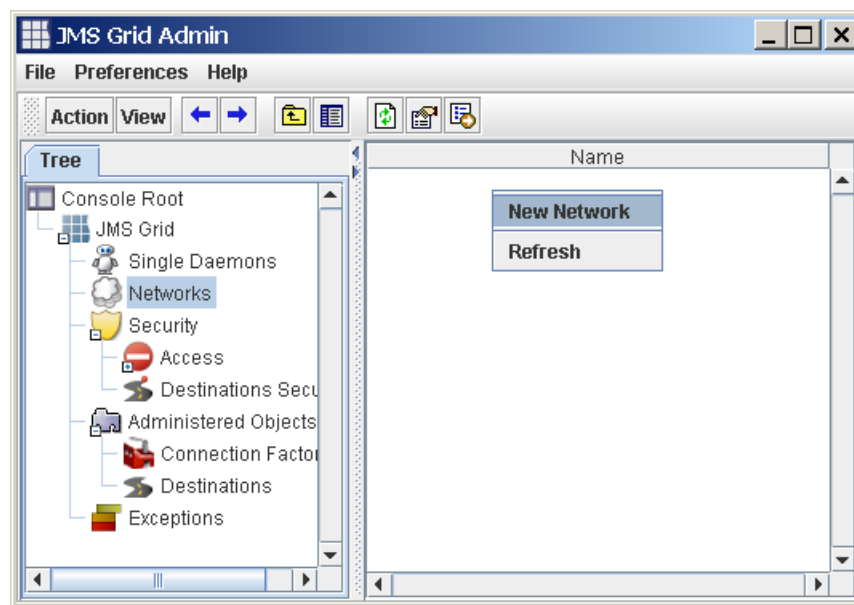 JMS Grid Admin
File Preferences Help
Action View
Tree
Name
Console Root
JMS Grid
Single Daemons
Networks
Security
Access
Destinations Secu
Administered Objects
Connection Facto
Destinations
Exceptions
New Network
Refresh